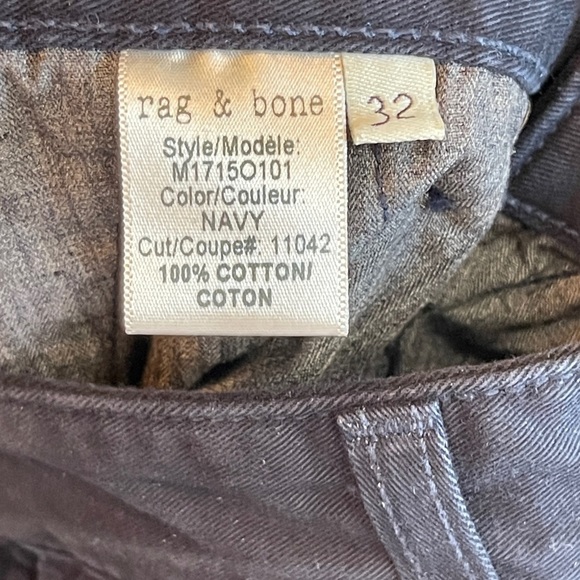 rag & bone
32
Style/Modèle:
M1715O101
Color/Couleur:
NAVY
Cut/Coupe#: 11042
100% COTTON/
COTON